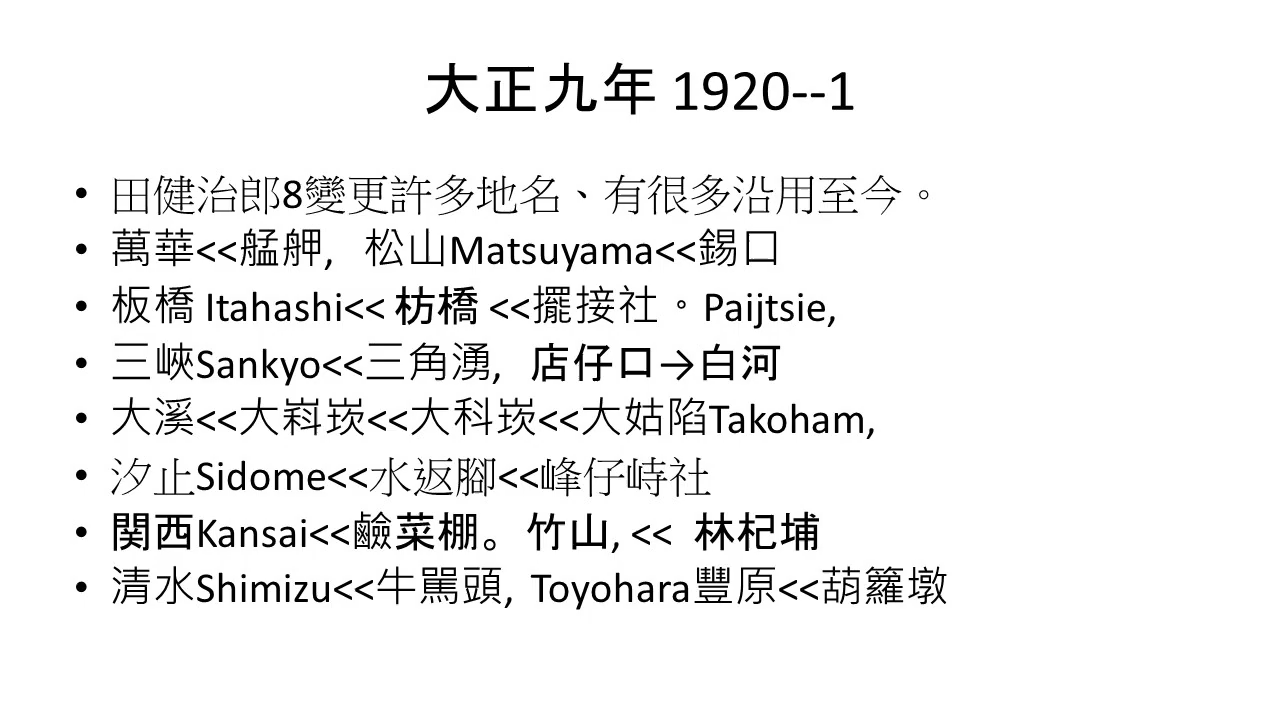 大正九年 1920--1
• 田健治郎8變更許多地名、有很多沿用至今。
• 萬華<<艋舺, 松山Matsuyama<<錫口
• 板橋 Itahashi<< 枋橋 <<擺接社。Paijtsie,
• 三峽Sankyo<<三角湧, 店仔口→白河
• 大溪<<大嵙崁<<大科崁<<大姑陷Takoham,
• 汐止Sidome<<水返腳<<峰仔峙社
• 関西Kansai<<鹼菜棚。竹山, << 林杞埔
• 清水Shimizu<<牛罵頭, Toyohara豐原<<葫籮墩